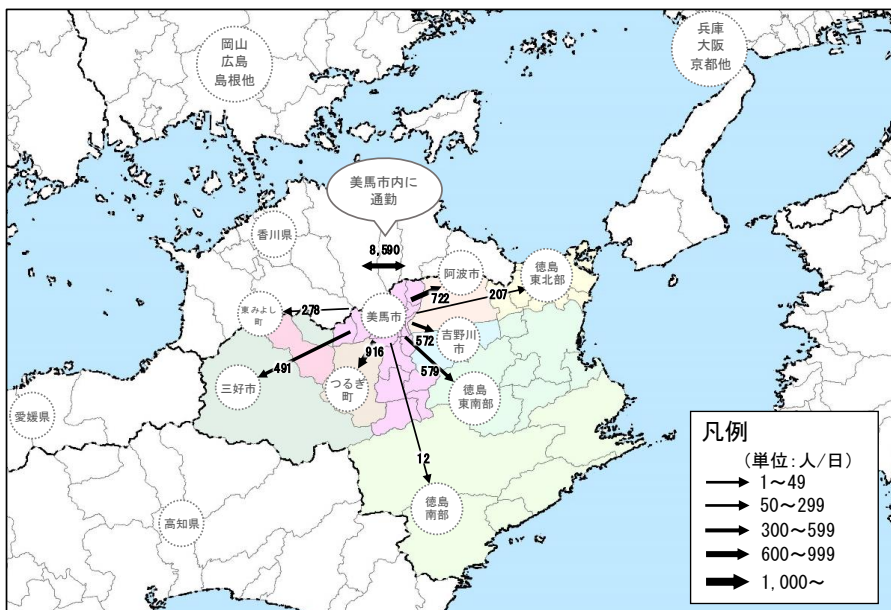 岡山
広島
島根他
兵庫
大阪
京都他
美馬市内に
通勤
香川県
8,590
阿波市
徳島
東北部
722
207
東みよし
町
278
美馬市
572
吉野川
市
916
579
491
三好市
つるぎ
町
徳島
東南部
愛媛県
12
徳島
南部
高知県
凡例
(単位:人/日)
1~49
50~299
300~599
600~999
1,000~